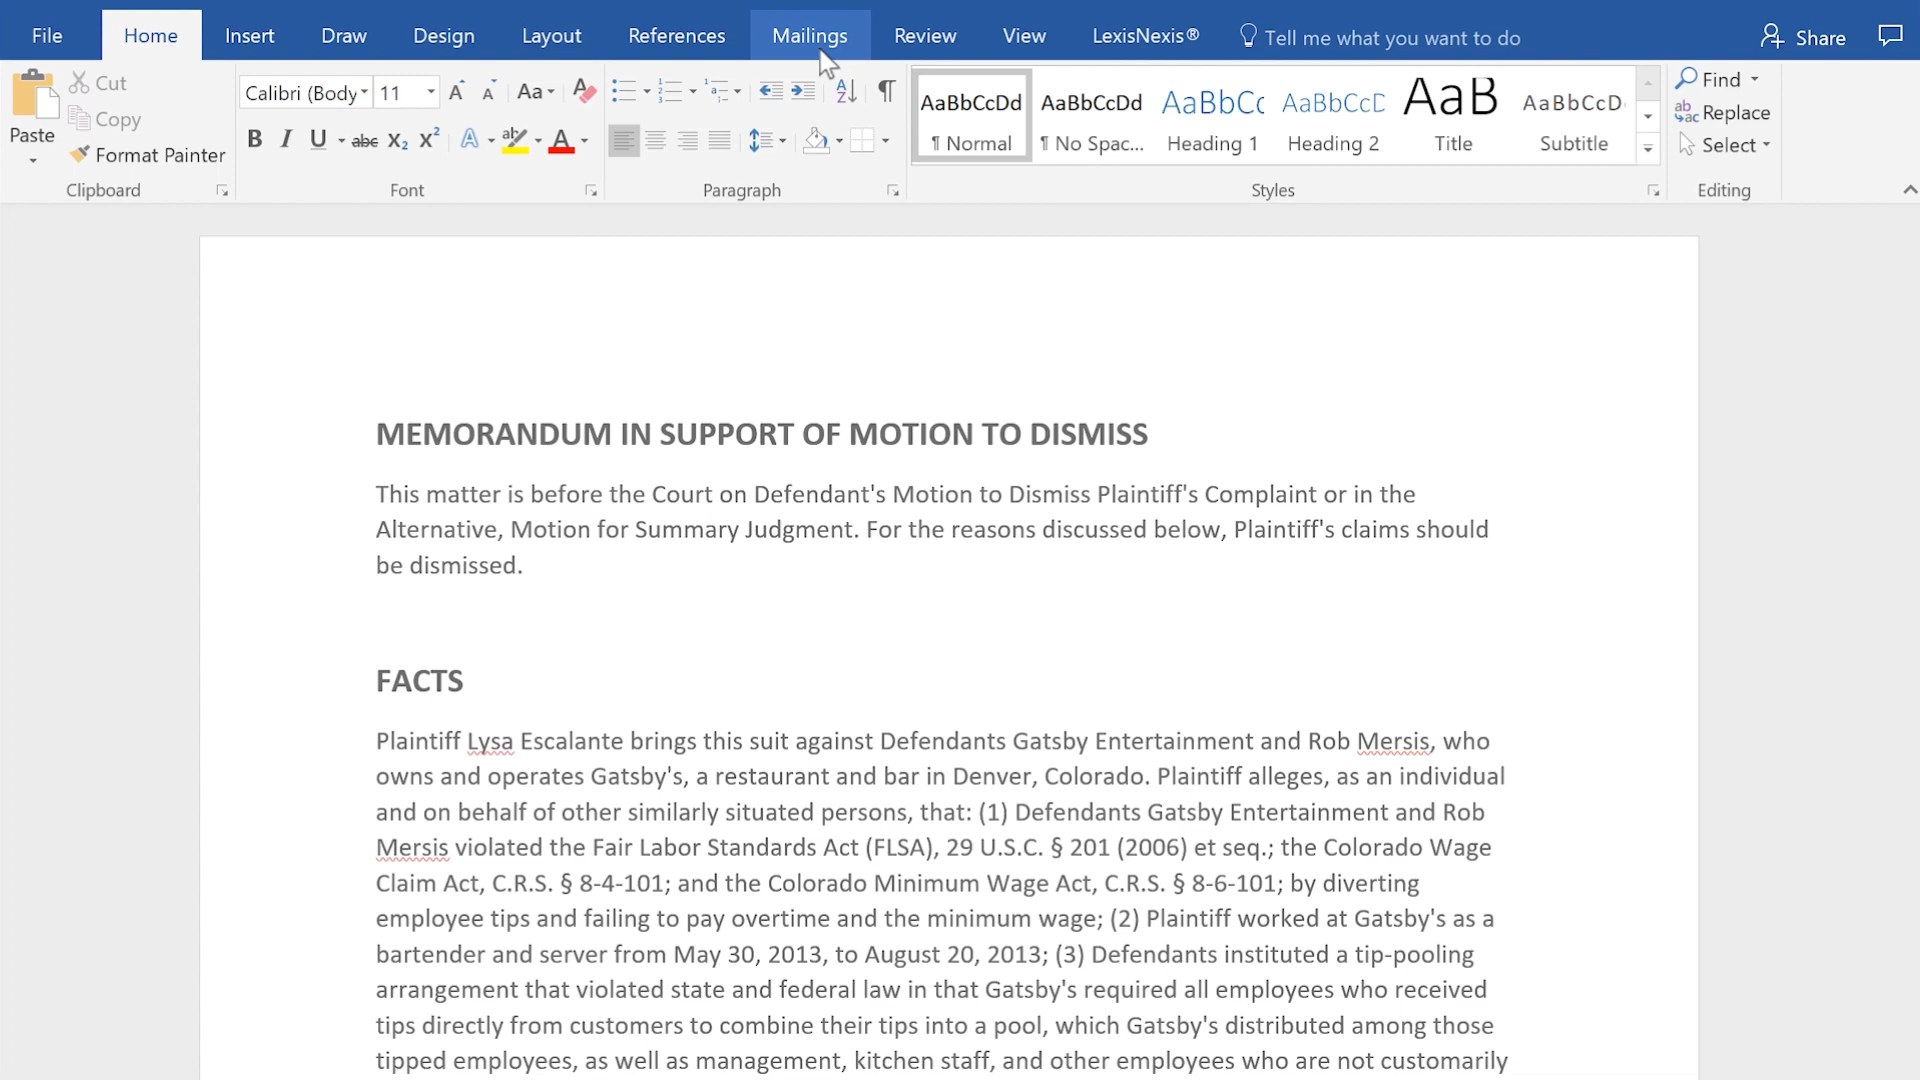 File Home Insert Draw Design Layout References Mailings Review View LexisNexis® Tell me what you want to do Share
Cut
Copy
Paste
Format Painter
Clipboard
Calibri (Body 11 Aa
B I U abc X₂ X² A ab A
Font
Paragraph
AaBbCcDd AaBbCcDd AaBbCc AaBbCcD AaB AaBbCcD
¶ Normal ¶ No Spac... Heading 1 Heading 2 Title Subtitle
Styles
Find
Replace
Select
Editing
MEMORANDUM IN SUPPORT OF MOTION TO DISMISS
This matter is before the Court on Defendant's Motion to Dismiss Plaintiff's Complaint or in the
Alternative, Motion for Summary Judgment. For the reasons discussed below, Plaintiff's claims should
be dismissed.
FACTS
Plaintiff Lysa Escalante brings this suit against Defendants Gatsby Entertainment and Rob Mersis, who
owns and operates Gatsby's, a restaurant and bar in Denver, Colorado. Plaintiff alleges, as an individual
and on behalf of other similarly situated persons, that: (1) Defendants Gatsby Entertainment and Rob
Mersis violated the Fair Labor Standards Act (FLSA), 29 U.S.C. § 201 (2006) et seq.; the Colorado Wage
Claim Act, C.R.S. § 8-4-101; and the Colorado Minimum Wage Act, C.R.S. § 8-6-101; by diverting
employee tips and failing to pay overtime and the minimum wage; (2) Plaintiff worked at Gatsby's as a
bartender and server from May 30, 2013, to August 20, 2013; (3) Defendants instituted a tip-pooling
arrangement that violated state and federal law in that Gatsby's required all employees who received
tips directly from customers to combine their tips into a pool, which Gatsby's distributed among those
tipped employees, as well as management, kitchen staff, and other employees who are not customarily